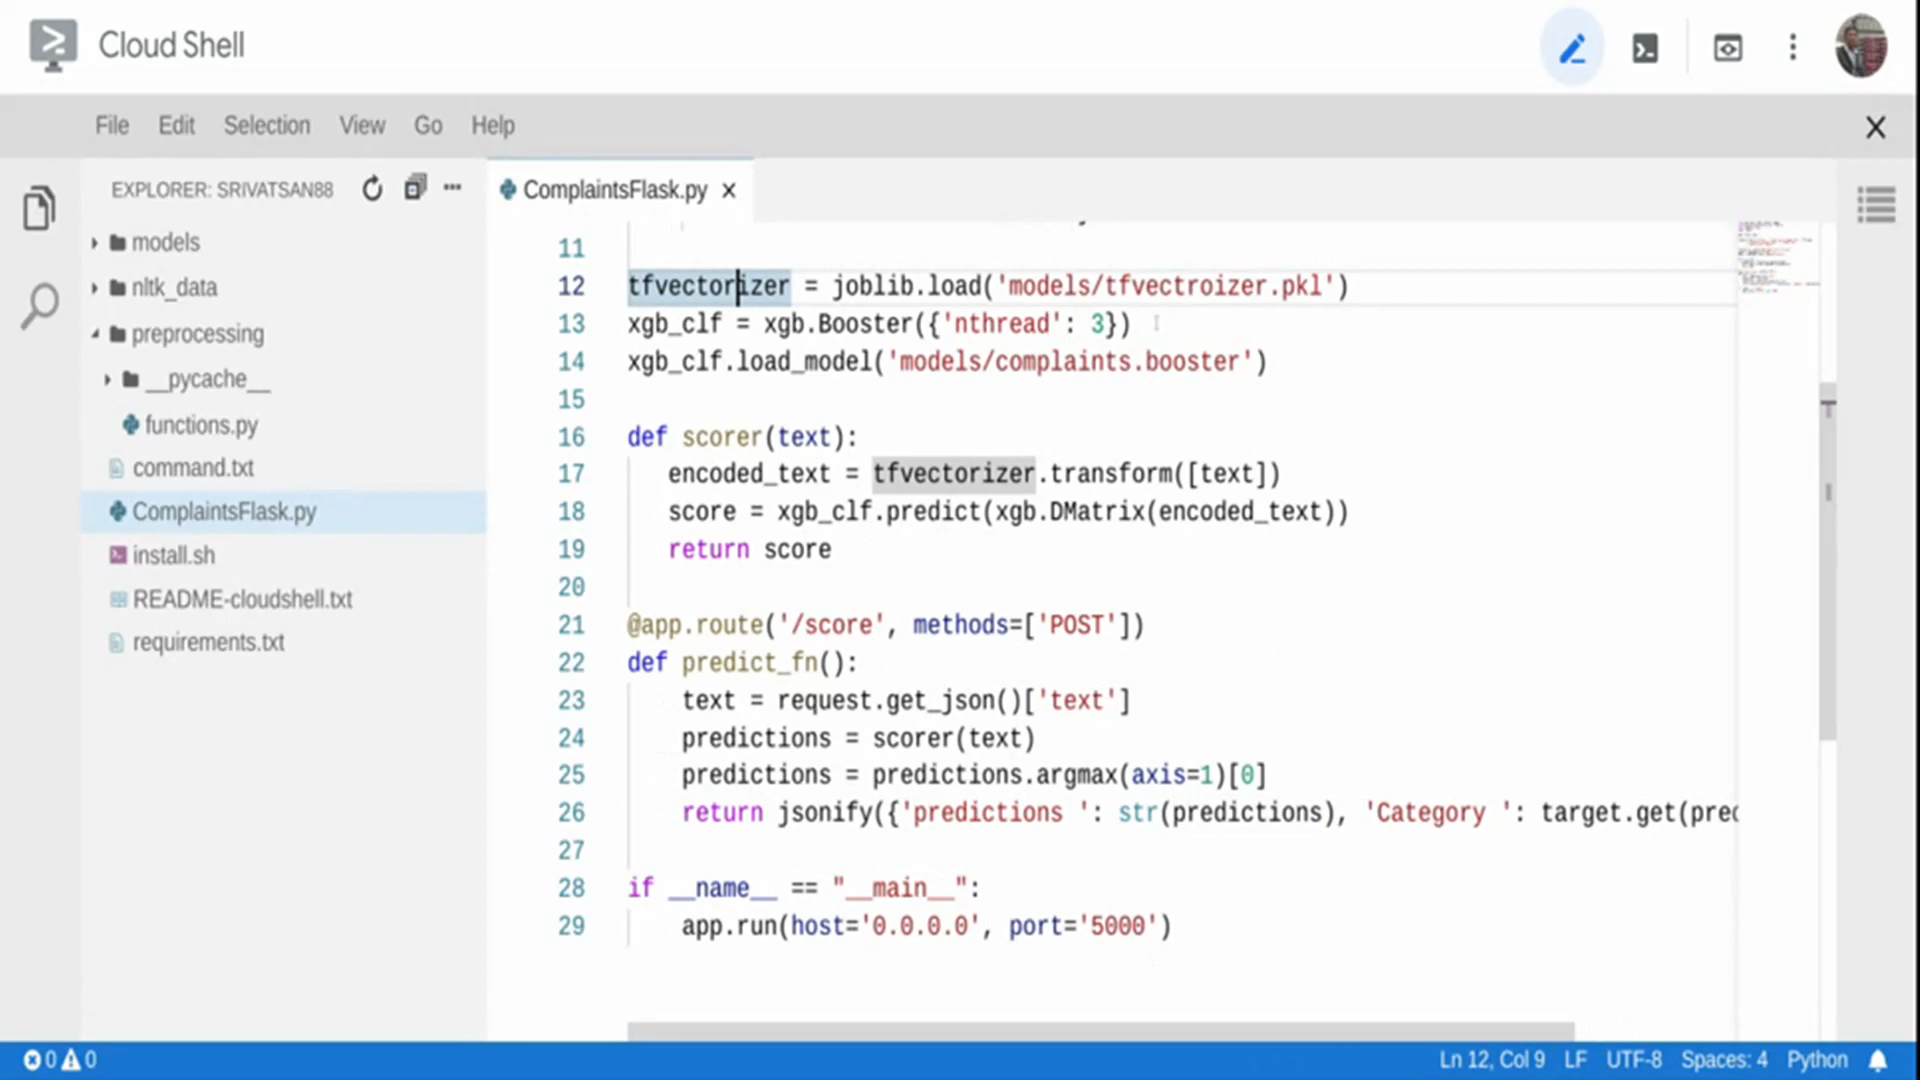 Cloud Shell
File Edit Selection View Go Help
EXPLORER: SRIVATSAN88
models
nltk_data
preprocessing
__pycache__
functions.py
command.txt
ComplaintsFlask.py
install.sh
README-cloudshell.txt
requirements.txt
ComplaintsFlask.py
11
12 tfvectorizer = joblib.load('models/tfvectroizer.pkl')
13 xgb_clf = xgb.Booster({'nthread': 3})
14 xgb_clf.load_model('models/complaints.booster')
15
16 def scorer(text):
17 encoded_text = tfvectorizer.transform([text])
18 score = xgb_clf.predict(xgb.DMatrix(encoded_text))
19 return score
20
21 @app.route('/score', methods=['POST'])
22 def predict_fn():
23 text = request.get_json()['text']
24 predictions = scorer(text)
25 predictions = predictions.argmax(axis=1)[0]
26 return jsonify({'predictions ': str(predictions), 'Category ': target.get(pred
27
28 if __name__ == "__main__":
29 app.run(host='0.0.0.0', port='5000')
0 0
Ln 12, Col 9 LF UTF-8 Spaces: 4 Python